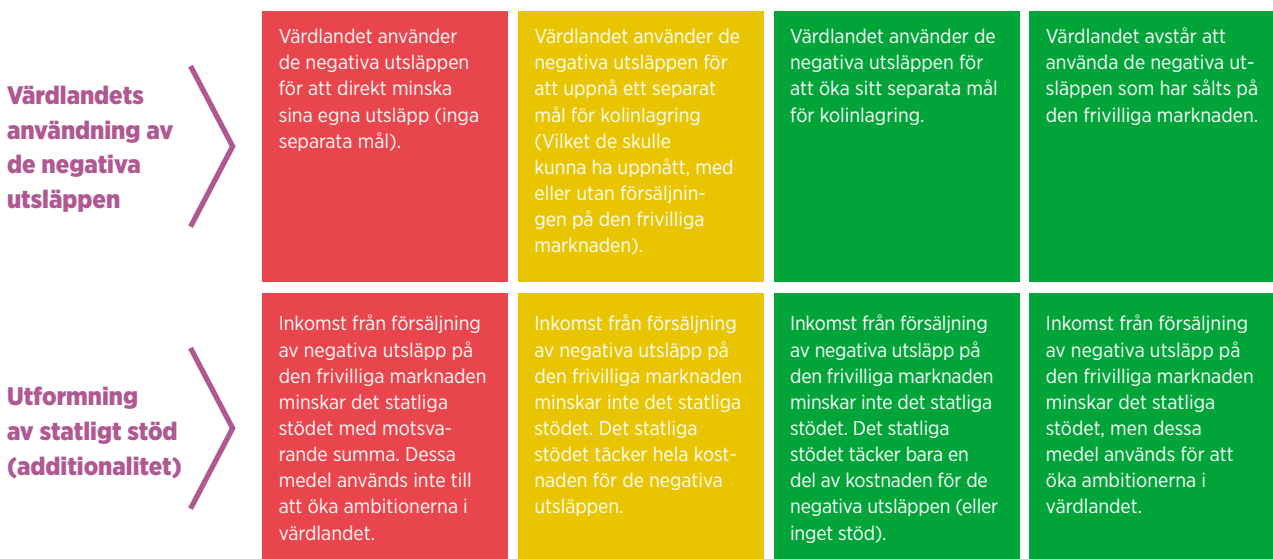 Värdlandets
användning av
de negativa
utsläppen
Värdlandet använder
de negativa utsläppen
för att direkt minska
sina egna utsläpp (inga
separata mål).
Värdlandet använder de
negativa utsläppen för
att uppnå ett separat
mål för kolinlagring
(Vilket de skulle
kunna ha uppnått, med
eller utan försäljnin-
gen på den frivilliga
marknaden).
Värdlandet använder de
negativa utsläppen för
att öka sitt separata mål
för kolinlagring.
Värdlandet avstår att
använda de negativa ut-
släppen som har sålts på
den frivilliga marknaden.
Utformning
av statligt stöd
(additionalitet)
Inkomst från försäljning
av negativa utsläpp på
den frivilliga marknaden
minskar det statliga
stödet med motsva-
rande summa. Dessa
medel används inte till
att öka ambitionerna i
värdlandet.
Inkomst från försäljning
av negativa utsläpp på
den frivilliga marknaden
minskar inte det statliga
stödet. Det statliga
stödet täcker hela kost-
naden för de negativa
utsläppen.
Inkomst från försäljning
av negativa utsläpp på
den frivilliga marknaden
minskar inte det statliga
stödet. Det statliga
stödet täcker bara en
del av kostnaden för de
negativa utsläppen (eller
inget stöd).
Inkomst från försäljning
av negativa utsläpp på
den frivilliga marknaden
minskar det statliga
stödet, men dessa
medel används för att
öka ambitionerna i
värdlandet.